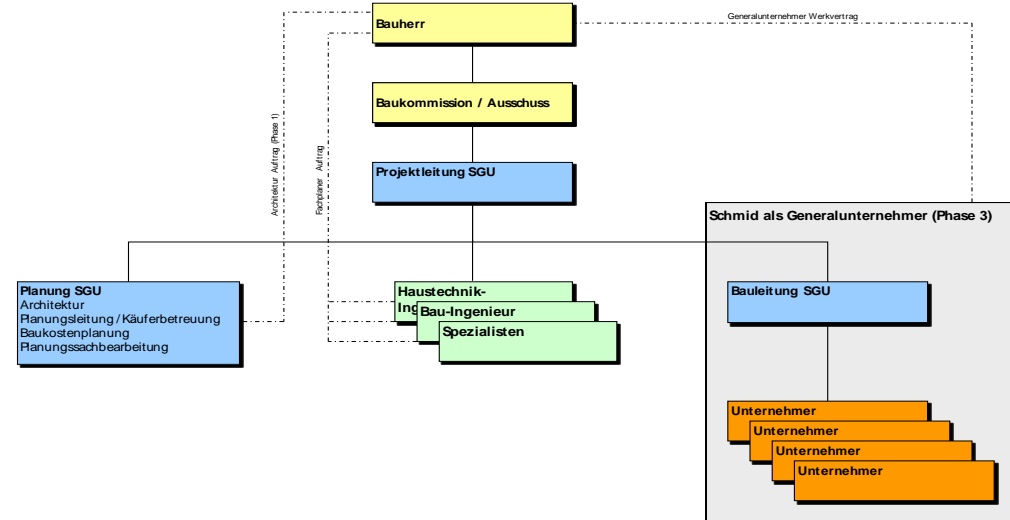 Generalunternehmer Werkvertrag
Bauherr
Architektur Auftrag (Phase 1)
Fachplaner Auftrag
Baukommission / Ausschuss
Projektleitung SGU
Schmid als Generalunternehmer (Phase 3)
Planung SGU
Architektur
Planungsleitung / Käuferbetreuung
Baukostenplanung
Planungssachbearbeitung
Haustechnik-
Ing
Bau-Ingenieur
Spezialisten
Bauleitung SGU
Unternehmer
Unternehmer
Unternehmer
Unternehmer